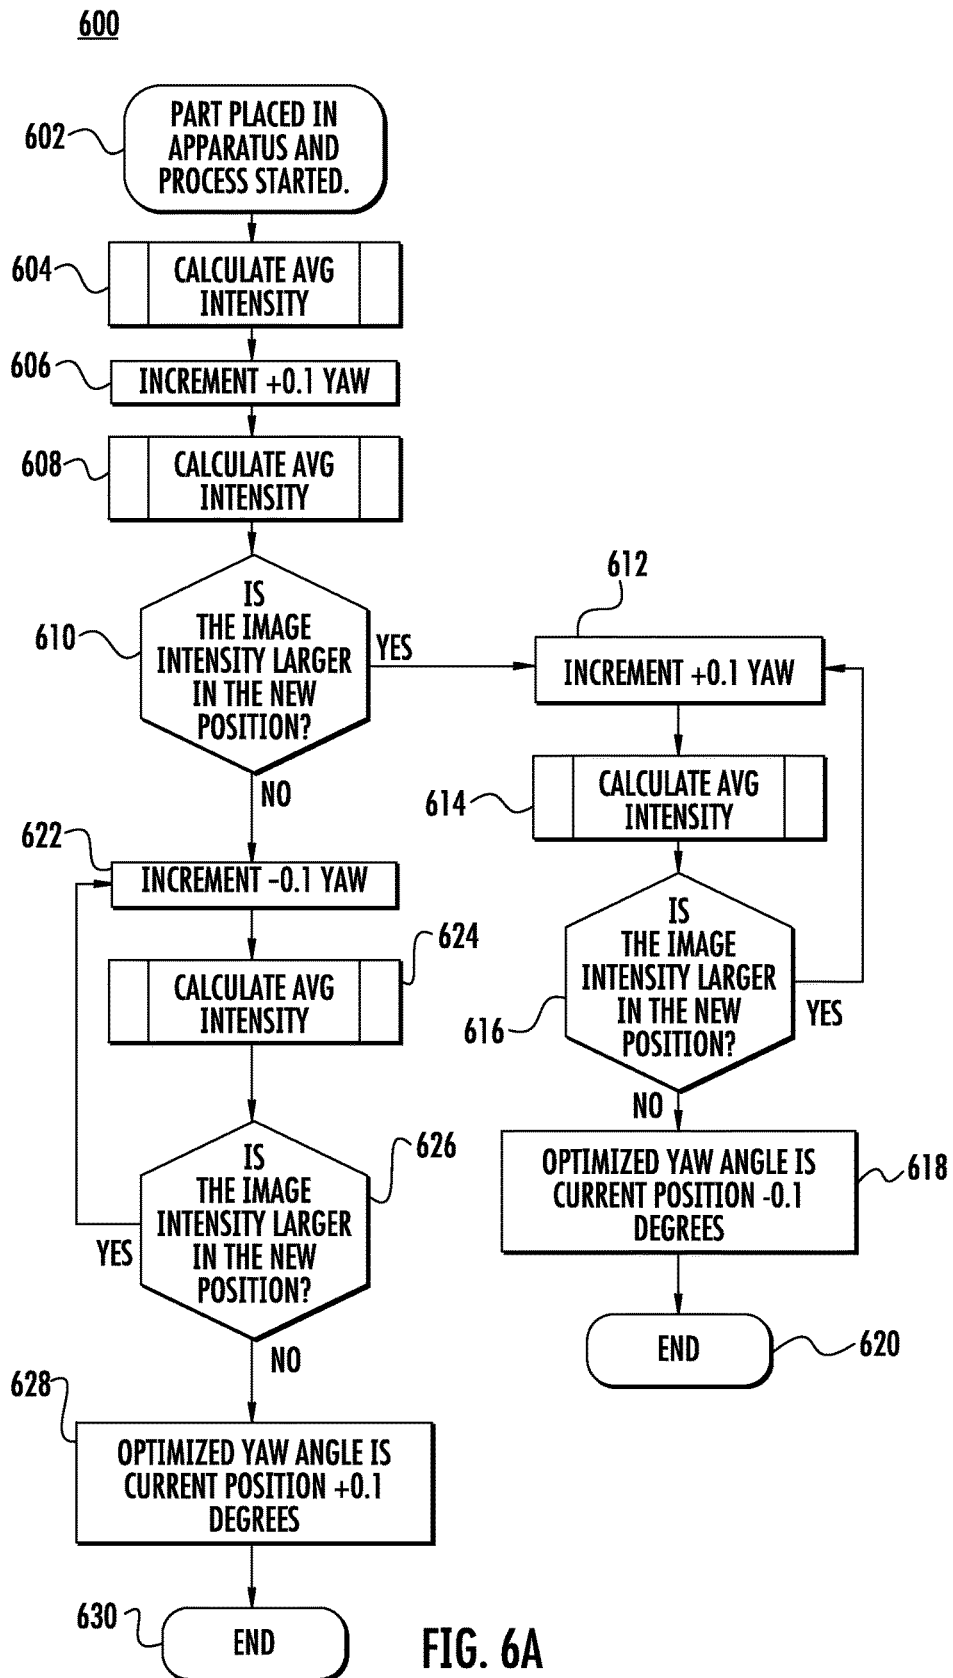 600
602
PART PLACED IN
APPARATUS AND
PROCESS STARTED.
604
CALCULATE AVG
INTENSITY
606
INCREMENT +0.1 YAW
608
CALCULATE AVG
INTENSITY
610
IS
THE IMAGE
INTENSITY LARGER
IN THE NEW
POSITION?
YES
NO
612
INCREMENT +0.1 YAW
614
CALCULATE AVG
INTENSITY
616
IS
THE IMAGE
INTENSITY LARGER
IN THE NEW
POSITION?
YES
NO
618
OPTIMIZED YAW ANGLE IS
CURRENT POSITION -0.1
DEGREES
END
620
622
INCREMENT -0.1 YAW
624
CALCULATE AVG
INTENSITY
626
IS
THE IMAGE
INTENSITY LARGER
IN THE NEW
POSITION?
YES
NO
628
OPTIMIZED YAW ANGLE IS
CURRENT POSITION +0.1
DEGREES
630
END
FIG. 6A